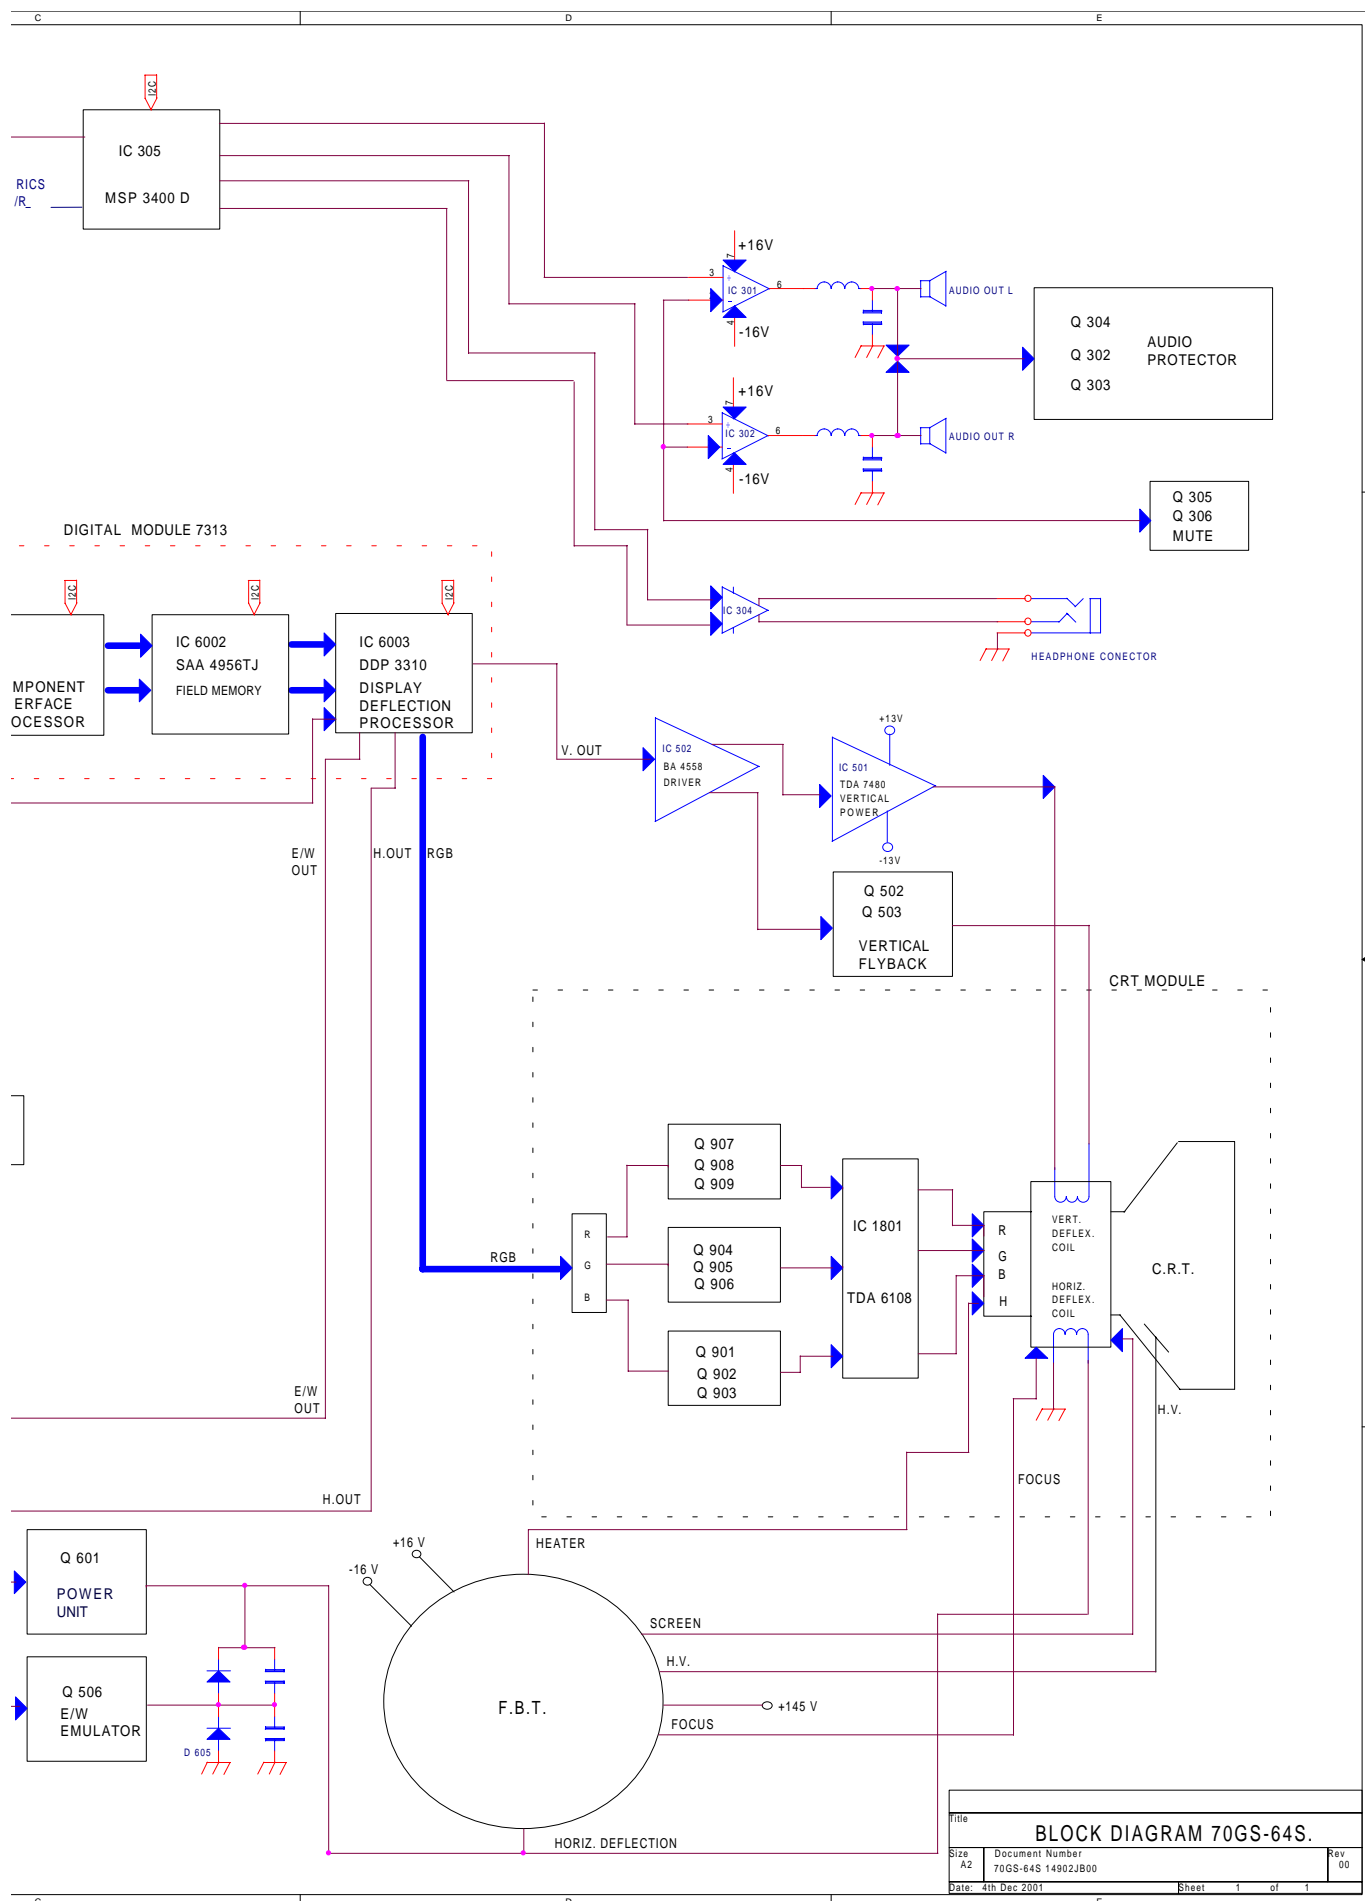 C
D
E
I2C
IC 305
MSP 3400 D
RICS
/R_
+16V
7
3
+
IC 301
-
6
4
-16V
AUDIO OUT L
Q 304
Q 302
Q 303
AUDIO
PROTECTOR
+16V
7
3
+
IC 302
-
6
4
-16V
AUDIO OUT R
Q 305
Q 306
MUTE
DIGITAL MODULE 7313
I2C
I2C
I2C
MPONENT
ERFACE
OCESSOR
IC 6002
SAA 4956TJ
FIELD MEMORY
IC 6003
DDP 3310
DISPLAY
DEFLECTION
PROCESSOR
IC 304
HEADPHONE CONECTOR
V. OUT
IC 502
BA 4558
DRIVER
+13V
IC 501
TDA 7480
VERTICAL
POWER
-13V
E/W
OUT
H.OUT
RGB
Q 502
Q 503
VERTICAL
FLYBACK
CRT MODULE
RGB
R
G
B
Q 907
Q 908
Q 909
Q 904
Q 905
Q 906
Q 901
Q 902
Q 903
IC 1801
TDA 6108
R
G
B
H
VERT.
DEFLEX.
COIL
HORIZ.
DEFLEX.
COIL
C.R.T.
H.V.
FOCUS
E/W
OUT
H.OUT
Q 601
POWER
UNIT
Q 506
E/W
EMULATOR
D 605
-16 V
+16 V
HEATER
SCREEN
H.V.
F.B.T.
+145 V
FOCUS
HORIZ. DEFLECTION
Title
BLOCK DIAGRAM 70GS-64S.
Size
A2
Document Number
70GS-64S 14902JB00
Rev
00
Date: 4th Dec 2001
Sheet 1 of 1